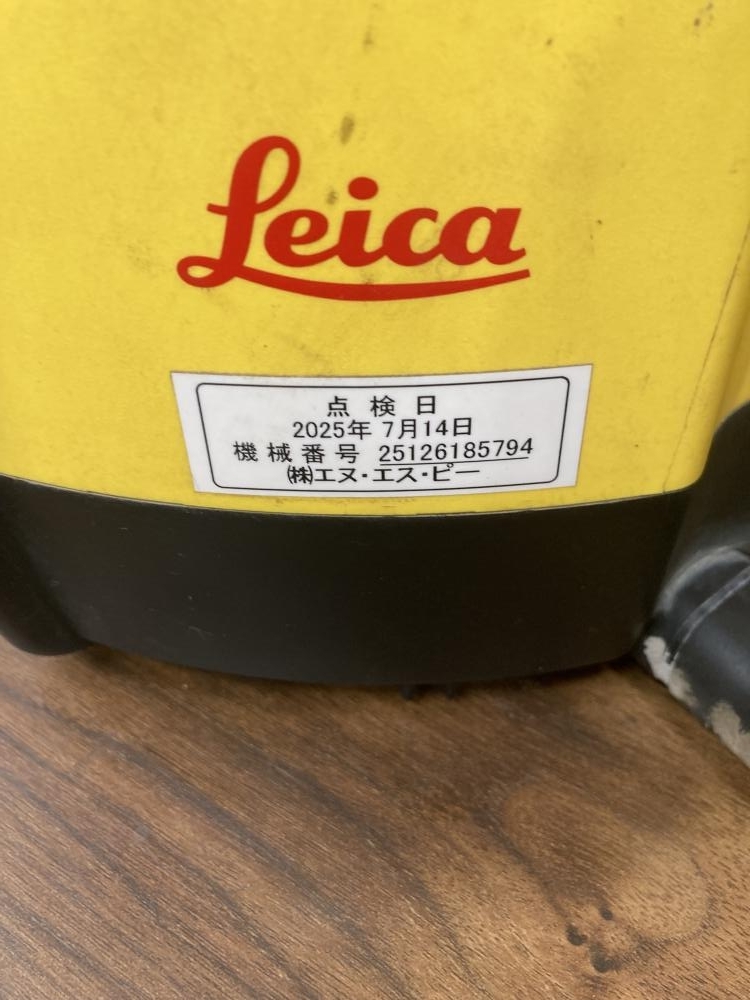 Leica
点検日
2025年 7月14日
機械番号 25126185794
㈱エヌ・エス・ピー